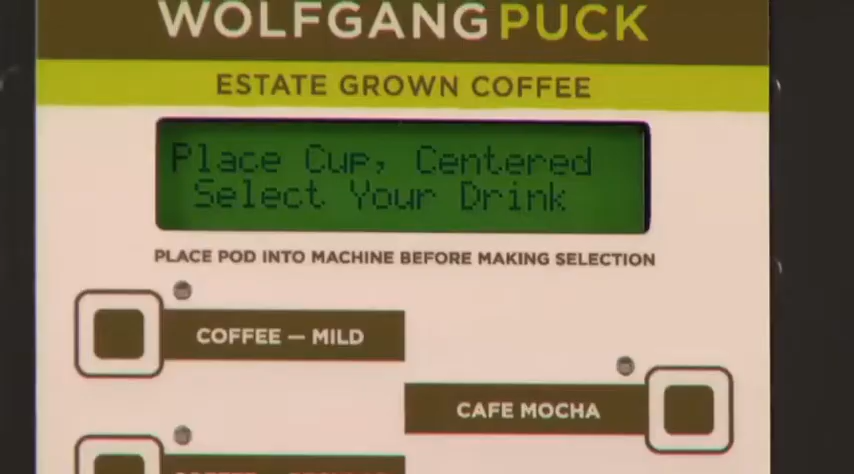 WOLFGANG PUCK
ESTATE GROWN COFFEE
Place Cup, Centered
Select Your Drink
PLACE POD INTO MACHINE BEFORE MAKING SELECTION
COFFEE — MILD
CAFE MOCHA